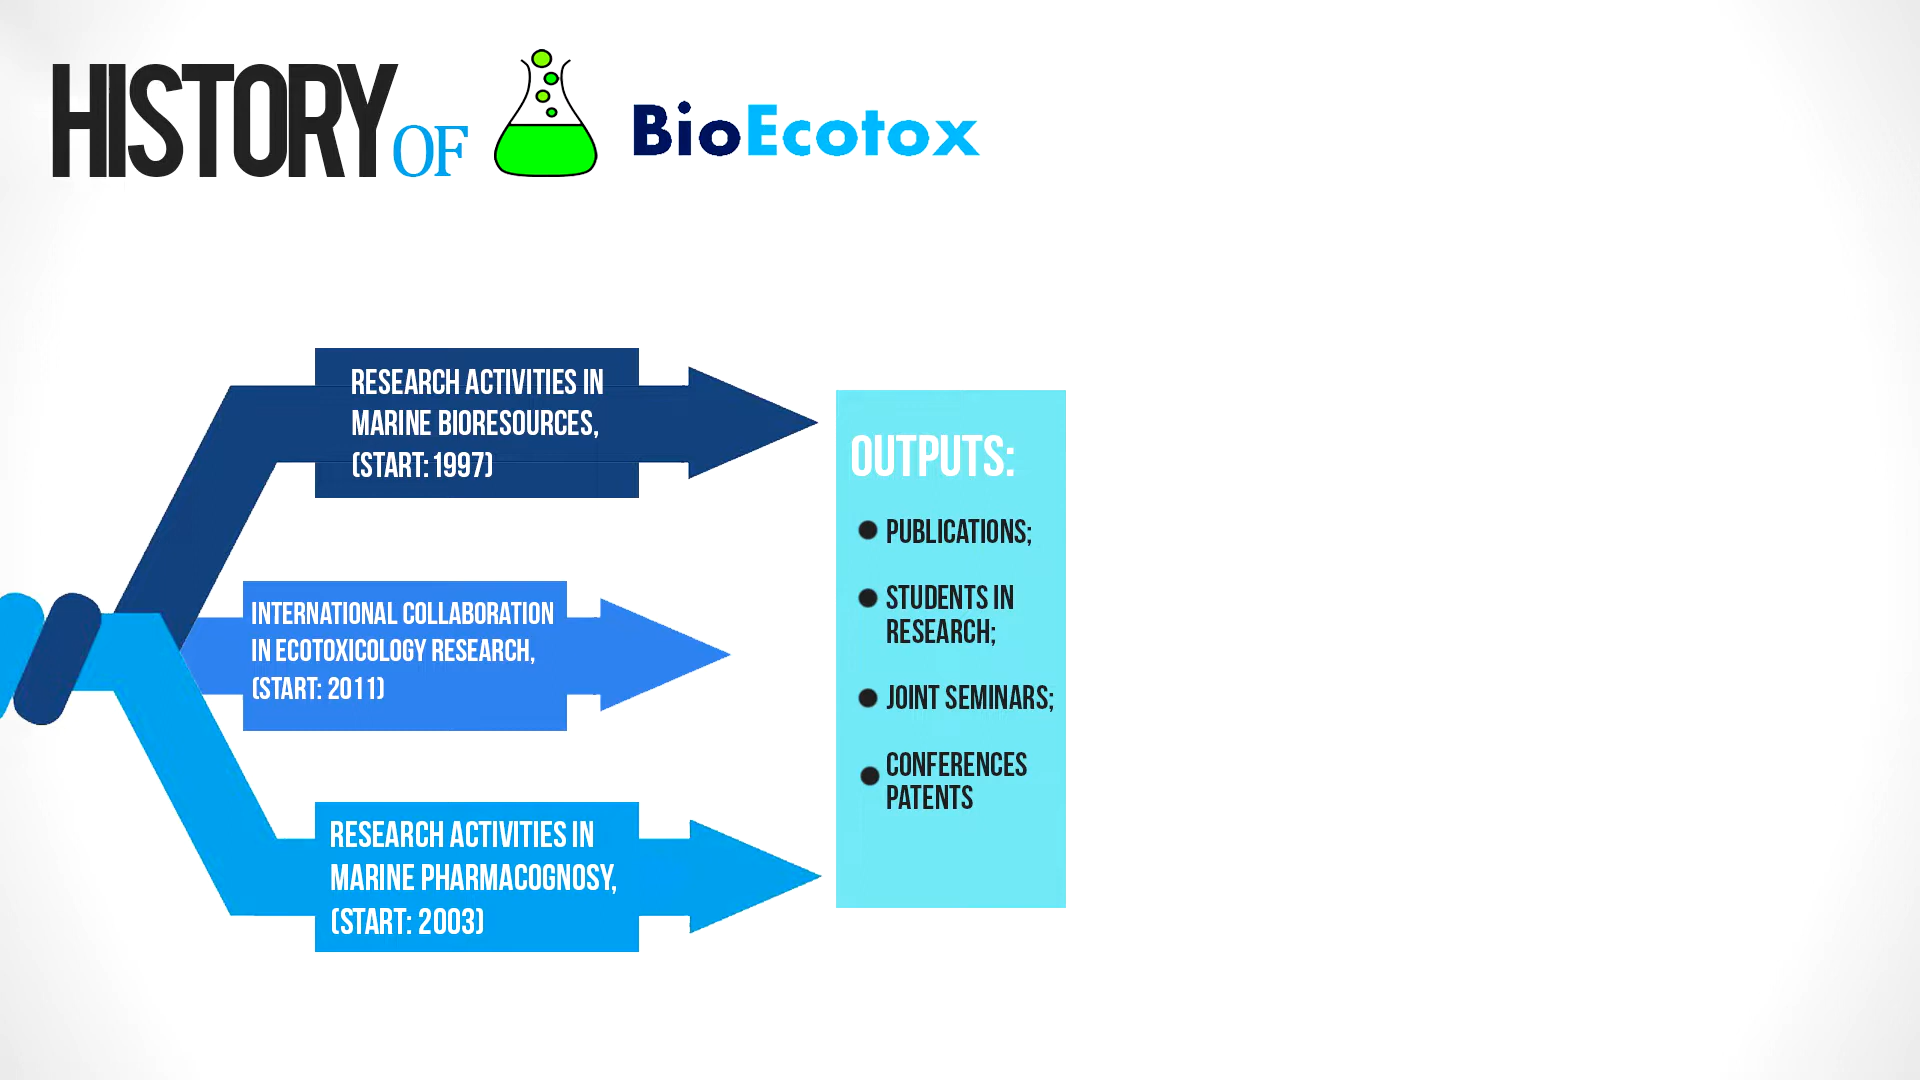 HISTORY OF BioEcotox
RESEARCH ACTIVITIES IN
MARINE BIORESOURCES,
(START: 1997)
INTERNATIONAL COLLABORATION
IN ECOTOXICOLOGY RESEARCH,
(START: 2011)
RESEARCH ACTIVITIES IN
MARINE PHARMACOGNOSY,
(START: 2003)
OUTPUTS:
PUBLICATIONS;
STUDENTS IN
RESEARCH;
JOINT SEMINARS;
CONFERENCES
PATENTS